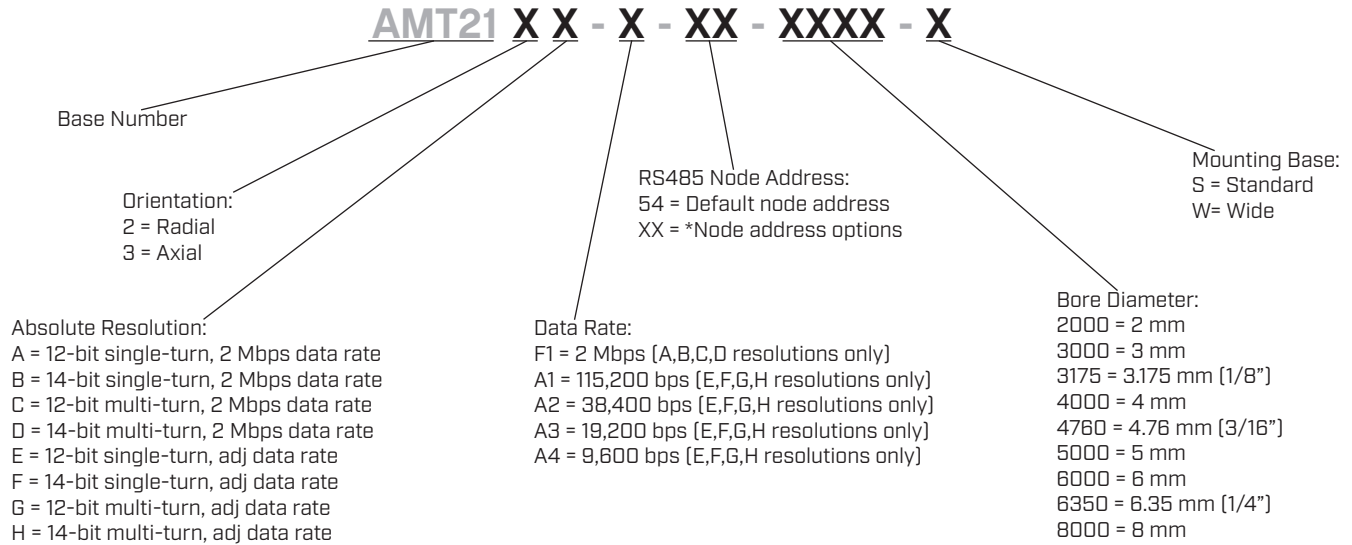 AMT21 X X - X - XX - XXXX - X
Base Number
Orientation:
2 = Radial
3 = Axial
Absolute Resolution:
A = 12-bit single-turn, 2 Mbps data rate
B = 14-bit single-turn, 2 Mbps data rate
C = 12-bit multi-turn, 2 Mbps data rate
D = 14-bit multi-turn, 2 Mbps data rate
E = 12-bit single-turn, adj data rate
F = 14-bit single-turn, adj data rate
G = 12-bit multi-turn, adj data rate
H = 14-bit multi-turn, adj data rate
Data Rate:
F1 = 2 Mbps (A,B,C,D resolutions only)
A1 = 115,200 bps (E,F,G,H resolutions only)
A2 = 38,400 bps (E,F,G,H resolutions only)
A3 = 19,200 bps (E,F,G,H resolutions only)
A4 = 9,600 bps (E,F,G,H resolutions only)
RS485 Node Address:
54 = Default node address
XX = *Node address options
Bore Diameter:
2000 = 2 mm
3000 = 3 mm
3175 = 3.175 mm (1/8”)
4000 = 4 mm
4760 = 4.76 mm (3/16”)
5000 = 5 mm
6000 = 6 mm
6350 = 6.35 mm (1/4”)
8000 = 8 mm
Mounting Base:
S = Standard
W= Wide